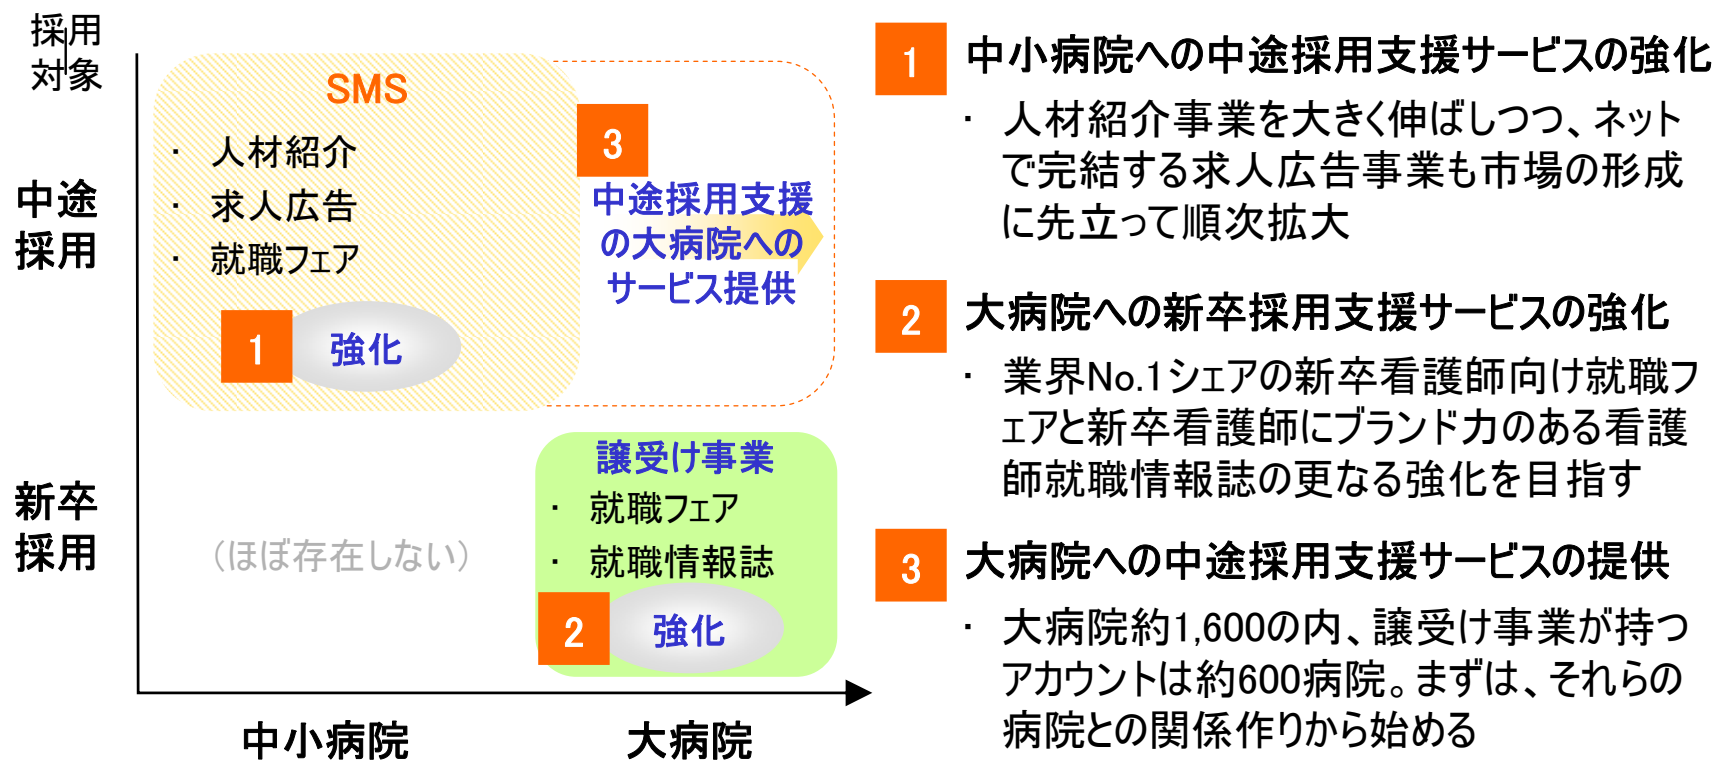 採用
対象
SMS
・ 人材紹介
・ 求人広告
・ 就職フェア
1
強化
3
中途採用支援
の大病院への
サービス提供
中途
採用
新卒
採用
（ほぼ存在しない）
譲受け事業
・ 就職フェア
・ 就職情報誌
2
強化
中小病院
大病院
1
中小病院への中途採用支援サービスの強化
・ 人材紹介事業を大きく伸ばしつつ、ネット
で完結する求人広告事業も市場の形成
に先立って順次拡大
2
大病院への新卒採用支援サービスの強化
・ 業界No.1シェアの新卒看護師向け就職フ
ェアと新卒看護師にブランド力のある看護
師就職情報誌の更なる強化を目指す
3
大病院への中途採用支援サービスの提供
・ 大病院約1,600の内、譲受け事業が持つ
アカウントは約600病院。まずは、それらの
病院との関係作りから始める